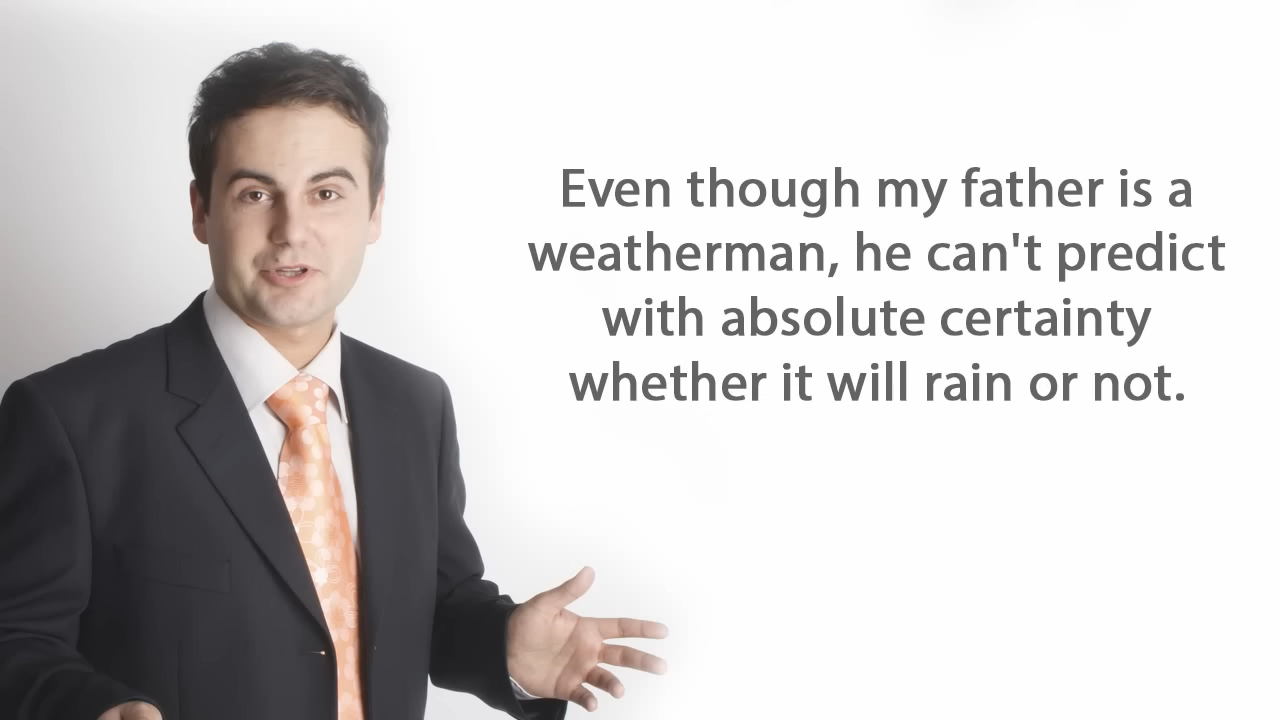 Even though my father is a
weatherman, he can't predict
with absolute certainty
whether it will rain or not.